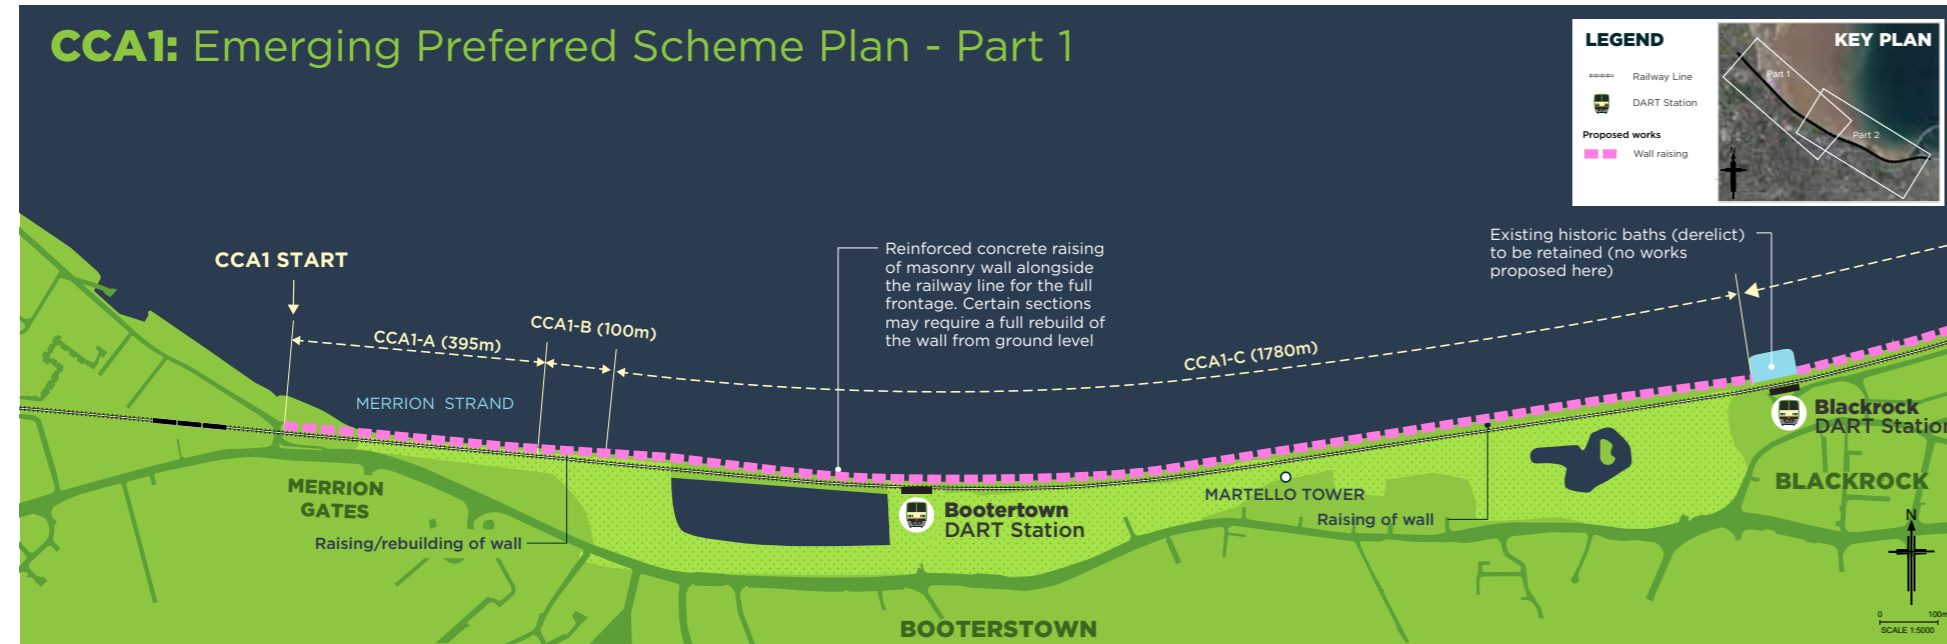 CCA1: Emerging Preferred Scheme Plan - Part 1
LEGEND
Railway Line
DART Station
Proposed works
Wall raising
KEY PLAN
Part 1
Part 2
N
CCA1 START
CCA1-A (395m)
CCA1-B (100m)
CCA1-C (1780m)
Reinforced concrete raising
of masonry wall alongside
the railway line for the full
frontage. Certain sections
may require a full rebuild of
the wall from ground level
Existing historic baths (derelict)
to be retained (no works
proposed here)
MERRION STRAND
MERRION
GATES
Raising/rebuilding of wall
Bootertown
DART Station
MARTELLO TOWER
Raising of wall
Blackrock
DART Station
BLACKROCK
BOOTERSTOWN
N
0 100m
SCALE 1:5000